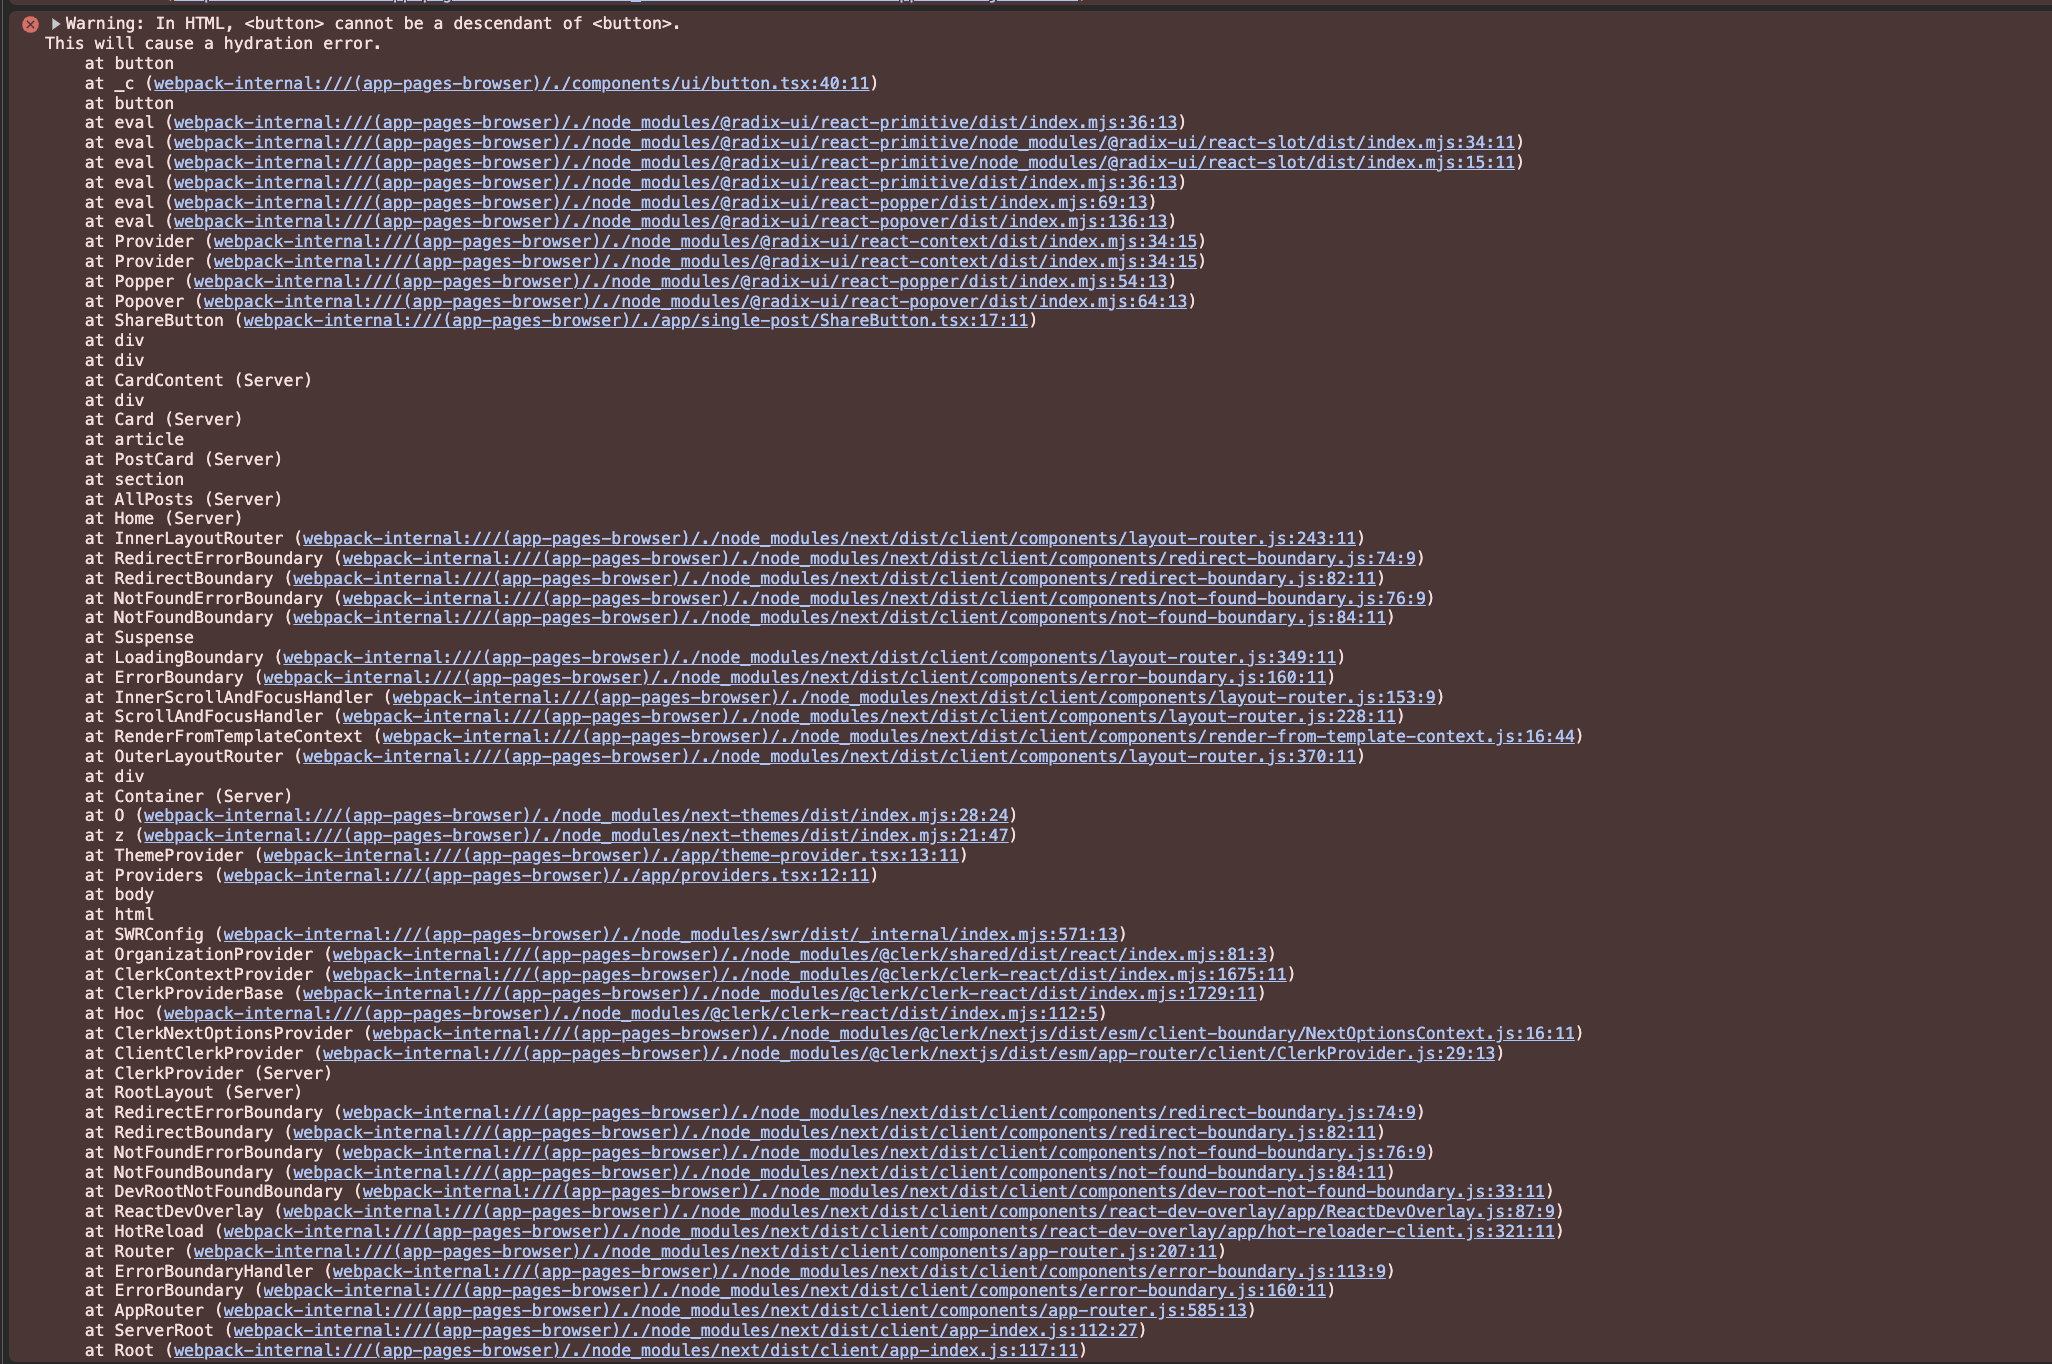 Warning: In HTML, <button> cannot be a descendant of <button>.
This will cause a hydration error.
at button
at _c (webpack-internal:///(app-pages-browser)/./components/ui/button.tsx:40:11)
at button
at eval (webpack-internal:///(app-pages-browser)/./node_modules/@radix-ui/react-primitive/dist/index.mjs:36:13)
at eval (webpack-internal:///(app-pages-browser)/./node_modules/@radix-ui/react-primitive/node_modules/@radix-ui/react-slot/dist/index.mjs:34:11)
at eval (webpack-internal:///(app-pages-browser)/./node_modules/@radix-ui/react-primitive/node_modules/@radix-ui/react-slot/dist/index.mjs:15:11)
at eval (webpack-internal:///(app-pages-browser)/./node_modules/@radix-ui/react-primitive/dist/index.mjs:36:13)
at eval (webpack-internal:///(app-pages-browser)/./node_modules/@radix-ui/react-popper/dist/index.mjs:69:13)
at eval (webpack-internal:///(app-pages-browser)/./node_modules/@radix-ui/react-popover/dist/index.mjs:136:13)
at Provider (webpack-internal:///(app-pages-browser)/./node_modules/@radix-ui/react-context/dist/index.mjs:34:15)
at Provider (webpack-internal:///(app-pages-browser)/./node_modules/@radix-ui/react-context/dist/index.mjs:34:15)
at Popper (webpack-internal:///(app-pages-browser)/./node_modules/@radix-ui/react-popper/dist/index.mjs:54:13)
at Popover (webpack-internal:///(app-pages-browser)/./node_modules/@radix-ui/react-popover/dist/index.mjs:64:13)
at ShareButton (webpack-internal:///(app-pages-browser)/./app/single-post/ShareButton.tsx:17:11)
at div
at div
at CardContent (Server)
at div
at Card (Server)
at article
at PostCard (Server)
at section
at AllPosts (Server)
at Home (Server)
at InnerLayoutRouter (webpack-internal:///(app-pages-browser)/./node_modules/next/dist/client/components/layout-router.js:243:11)
at RedirectErrorBoundary (webpack-internal:///(app-pages-browser)/./node_modules/next/dist/client/components/redirect-boundary.js:74:9)
at RedirectBoundary (webpack-internal:///(app-pages-browser)/./node_modules/next/dist/client/components/redirect-boundary.js:82:11)
at NotFoundErrorBoundary (webpack-internal:///(app-pages-browser)/./node_modules/next/dist/client/components/not-found-boundary.js:76:9)
at NotFoundBoundary (webpack-internal:///(app-pages-browser)/./node_modules/next/dist/client/components/not-found-boundary.js:84:11)
at Suspense
at LoadingBoundary (webpack-internal:///(app-pages-browser)/./node_modules/next/dist/client/components/layout-router.js:349:11)
at ErrorBoundary (webpack-internal:///(app-pages-browser)/./node_modules/next/dist/client/components/error-boundary.js:160:11)
at InnerScrollAndFocusHandler (webpack-internal:///(app-pages-browser)/./node_modules/next/dist/client/components/layout-router.js:153:9)
at ScrollAndFocusHandler (webpack-internal:///(app-pages-browser)/./node_modules/next/dist/client/components/layout-router.js:228:11)
at RenderFromTemplateContext (webpack-internal:///(app-pages-browser)/./node_modules/next/dist/client/components/render-from-template-context.js:16:44)
at OuterLayoutRouter (webpack-internal:///(app-pages-browser)/./node_modules/next/dist/client/components/layout-router.js:370:11)
at div
at Container (Server)
at O (webpack-internal:///(app-pages-browser)/./node_modules/next-themes/dist/index.mjs:28:24)
at z (webpack-internal:///(app-pages-browser)/./node_modules/next-themes/dist/index.mjs:21:47)
at ThemeProvider (webpack-internal:///(app-pages-browser)/./app/theme-provider.tsx:13:11)
at Providers (webpack-internal:///(app-pages-browser)/./app/providers.tsx:12:11)
at body
at html
at SWRConfig (webpack-internal:///(app-pages-browser)/./node_modules/swr/dist/_internal/index.mjs:571:13)
at OrganizationProvider (webpack-internal:///(app-pages-browser)/./node_modules/@clerk/shared/dist/react/index.mjs:81:3)
at ClerkContextProvider (webpack-internal:///(app-pages-browser)/./node_modules/@clerk/clerk-react/dist/index.mjs:1675:11)
at ClerkProviderBase (webpack-internal:///(app-pages-browser)/./node_modules/@clerk/clerk-react/dist/index.mjs:1729:11)
at Hoc (webpack-internal:///(app-pages-browser)/./node_modules/@clerk/clerk-react/dist/index.mjs:112:5)
at ClerkNextOptionsProvider (webpack-internal:///(app-pages-browser)/./node_modules/@clerk/nextjs/dist/esm/client-boundary/NextOptionsContext.js:16:11)
at ClientClerkProvider (webpack-internal:///(app-pages-browser)/./node_modules/@clerk/nextjs/dist/esm/app-router/client/ClerkProvider.js:29:13)
at ClerkProvider (Server)
at RootLayout (Server)
at RedirectErrorBoundary (webpack-internal:///(app-pages-browser)/./node_modules/next/dist/client/components/redirect-boundary.js:74:9)
at RedirectBoundary (webpack-internal:///(app-pages-browser)/./node_modules/next/dist/client/components/redirect-boundary.js:82:11)
at NotFoundErrorBoundary (webpack-internal:///(app-pages-browser)/./node_modules/next/dist/client/components/not-found-boundary.js:76:9)
at NotFoundBoundary (webpack-internal:///(app-pages-browser)/./node_modules/next/dist/client/components/not-found-boundary.js:84:11)
at DevRootNotFoundBoundary (webpack-internal:///(app-pages-browser)/./node_modules/next/dist/client/components/dev-root-not-found-boundary.js:33:11)
at ReactDevOverlay (webpack-internal:///(app-pages-browser)/./node_modules/next/dist/client/components/react-dev-overlay/app/ReactDevOverlay.js:87:9)
at HotReload (webpack-internal:///(app-pages-browser)/./node_modules/next/dist/client/components/react-dev-overlay/app/hot-reloader-client.js:321:11)
at Router (webpack-internal:///(app-pages-browser)/./node_modules/next/dist/client/components/app-router.js:207:11)
at ErrorBoundaryHandler (webpack-internal:///(app-pages-browser)/./node_modules/next/dist/client/components/error-boundary.js:113:9)
at ErrorBoundary (webpack-internal:///(app-pages-browser)/./node_modules/next/dist/client/components/error-boundary.js:160:11)
at AppRouter (webpack-internal:///(app-pages-browser)/./node_modules/next/dist/client/components/app-router.js:585:13)
at ServerRoot (webpack-internal:///(app-pages-browser)/./node_modules/next/dist/client/app-index.js:112:27)
at Root (webpack-internal:///(app-pages-browser)/./node_modules/next/dist/client/app-index.js:117:11)